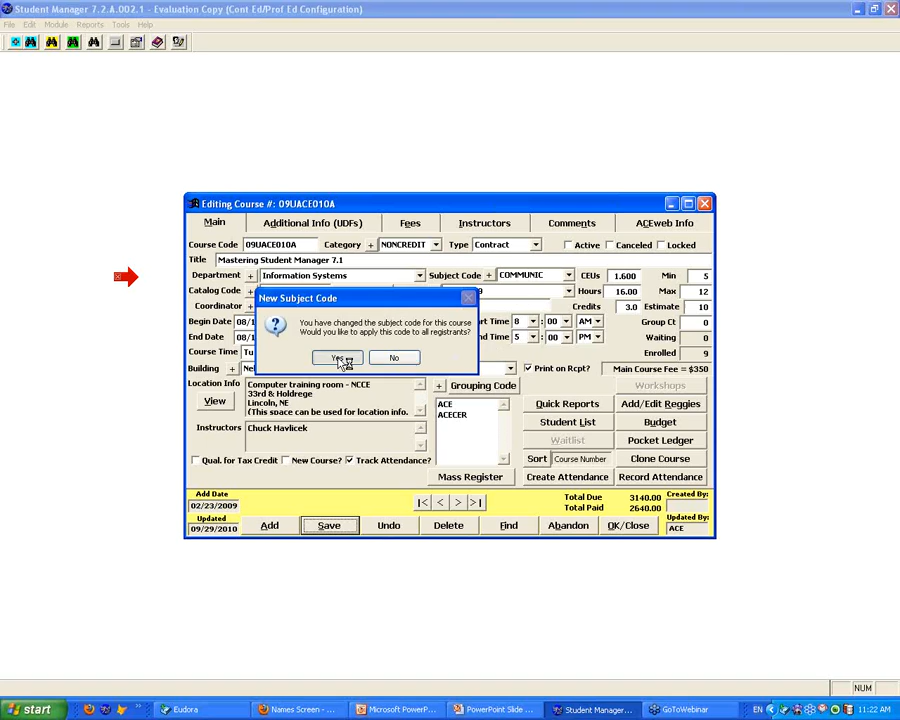 Student Manager 7.2.A.002.1 - Evaluation Copy (Cont Ed/Prof Ed Configuration)
File Edit Module Reports Tools Help
Editing Course #: 09UACE010A
Main Additional Info (UDFs) Fees Instructors Comments ACEweb Info
Course Code 09UACE010A Category + NONCREDIT Type Contract Active Canceled Locked
Title Mastering Student Manager 7.1
Department + Information Systems Subject Code + COMMUNIC CEUs 1.600 Min 5
Catalog Code + Hours 16.00 Max 12
Coordinator + Credits 3.0 Estimate 10
Begin Date 08/1 8 : 00 AM Group Ct 0
End Date 08/1 5 : 00 PM Waiting 0
Course Time Tu Enrolled 9
Building + Print on Rcpt? Main Course Fee = $350
New Subject Code
You have changed the subject code for this course
Would you like to apply this code to all registrants?
Yes No
Location Info
View
Computer training room - NCCE
33rd & Holdrege
Lincoln, NE
(This space can be used for location info.
+ Grouping Code
ACE
ACECER
Workshops
Quick Reports Add/Edit Reggies
Student List Budget
Waitlist Pocket Ledger
Instructors Chuck Havlicek
Sort Course Number Clone Course
Qual. for Tax Credit New Course? Track Attendance?
Mass Register Create Attendance Record Attendance
Add Date
02/23/2009
Updated
09/29/2010
|< < > >|
Total Due 3140.00
Total Paid 2640.00
Created By:
Updated By:
ACE
Add Save Undo Delete Find Abandon OK/Close
NUM
start Eudora Names Screen - ... Microsoft PowerP... PowerPoint Slide ... Student Manager... GoToWebinar EN 11:22 AM